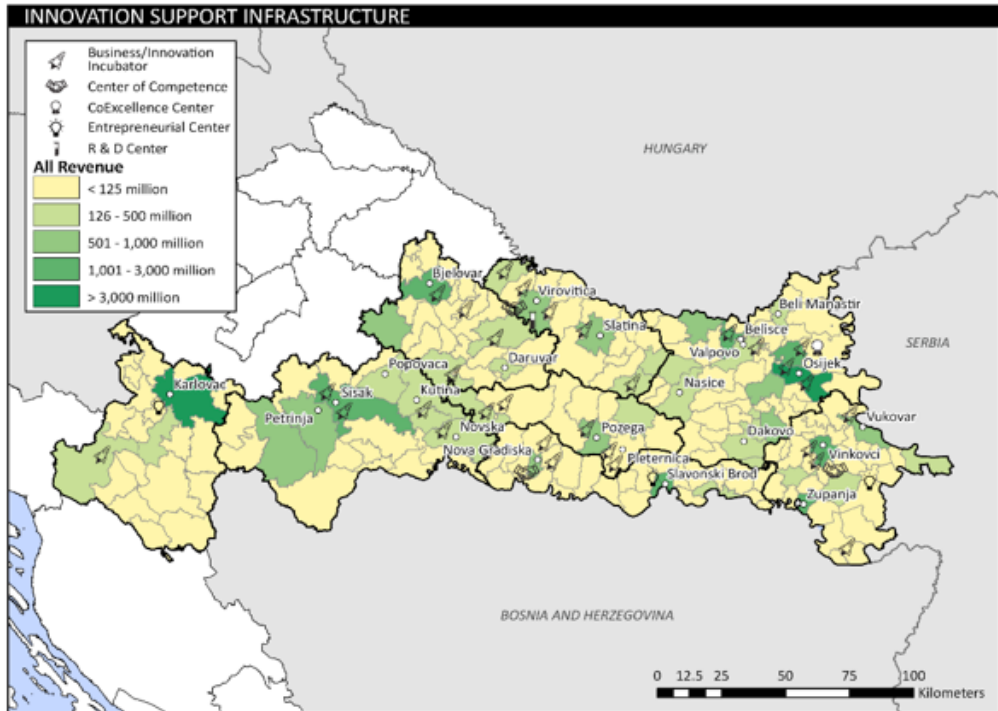 INNOVATION SUPPORT INFRASTRUCTURE
Business/Innovation
Incubator
Center of Competence
CoExcellence Center
Entrepreneurial Center
R & D Center
All Revenue
< 125 million
126 - 500 million
501 - 1,000 million
1,001 - 3,000 million
> 3,000 million
HUNGARY
SERBIA
BOSNIA AND HERZEGOVINA
Bjelovar
Virovitica
Beli Manastir
Slatina
Belisce
Valpovo
Osijek
Daruvar
Popovaca
Karlovac
Sisak
Kutina
Nasice
Petrinja
Novska
Pozega
Dakovo
Vukovar
Nova Gradiska
Pleternica
Vinkovci
Slavonski Brod
Zupanja
0 12.5 25 50 75 100
Kilometers